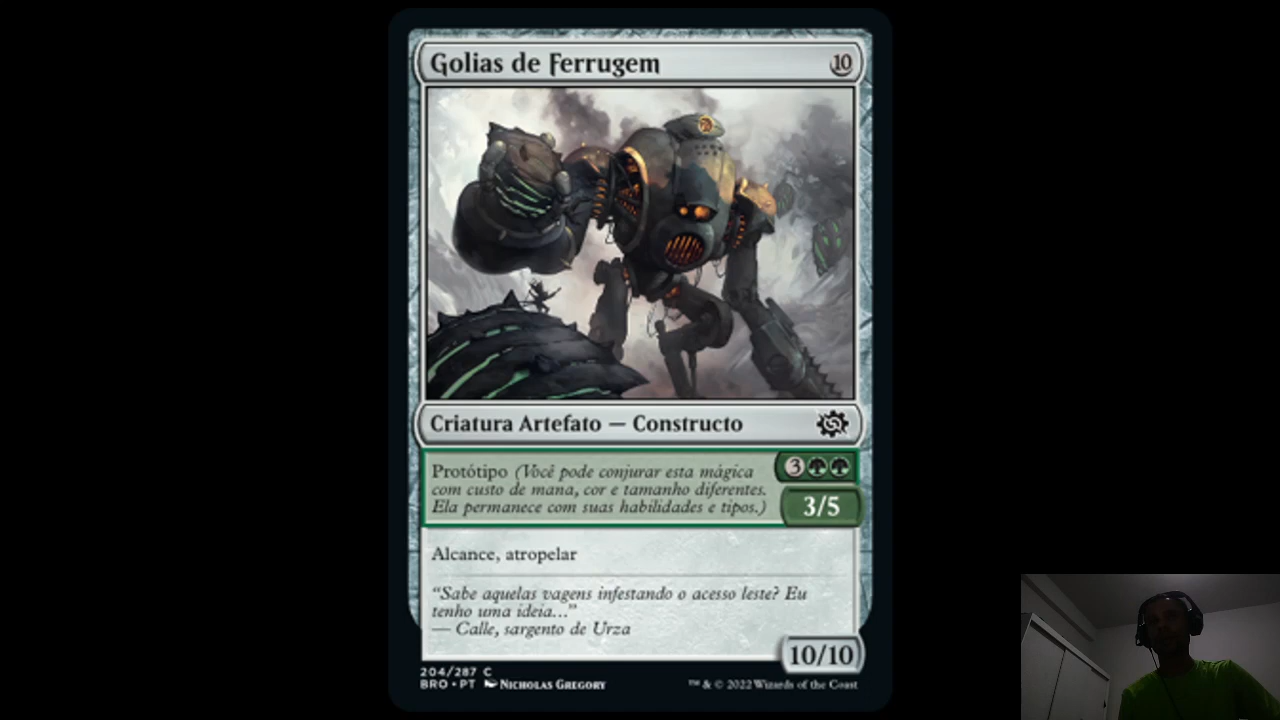 Golias de Ferrugem
10
Criatura Artefato — Constructo
Protótipo (Você pode conjurar esta mágica
com custo de mana, cor e tamanho diferentes.
Ela permanece com suas habilidades e tipos.)
3
3/5
Alcance, atropelar
“Sabe aquelas vagens infestando o acesso leste? Eu
tenho uma ideia...”
— Calle, sargento de Urza
10/10
204/287 C
BRO • PT Nicholas Gregory
™ & © 2022 Wizards of the Coast